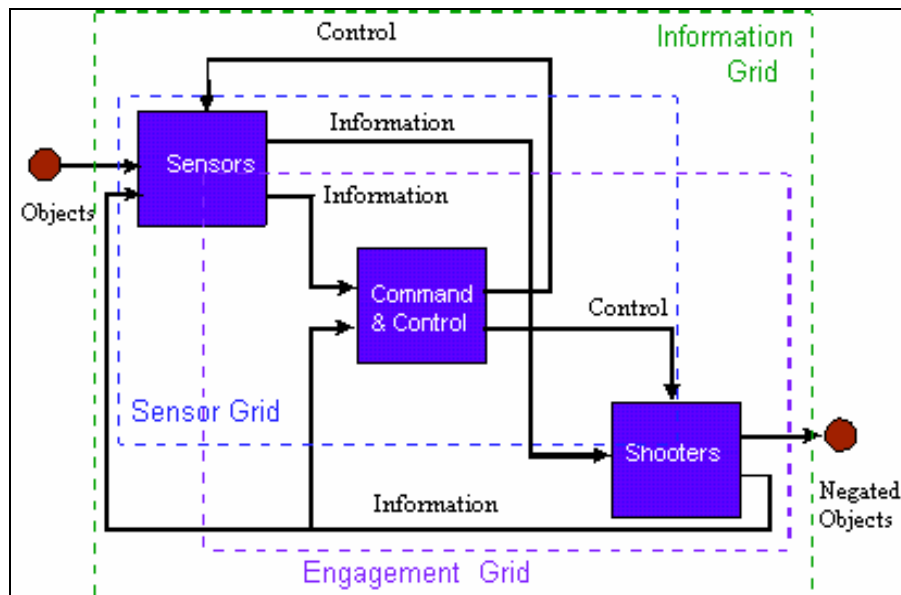 Control
Information
Grid
Information
Sensors
Information
Objects
Command
& Control
Control
Sensor Grid
Shooters
Information
Negated
Objects
Engagement Grid